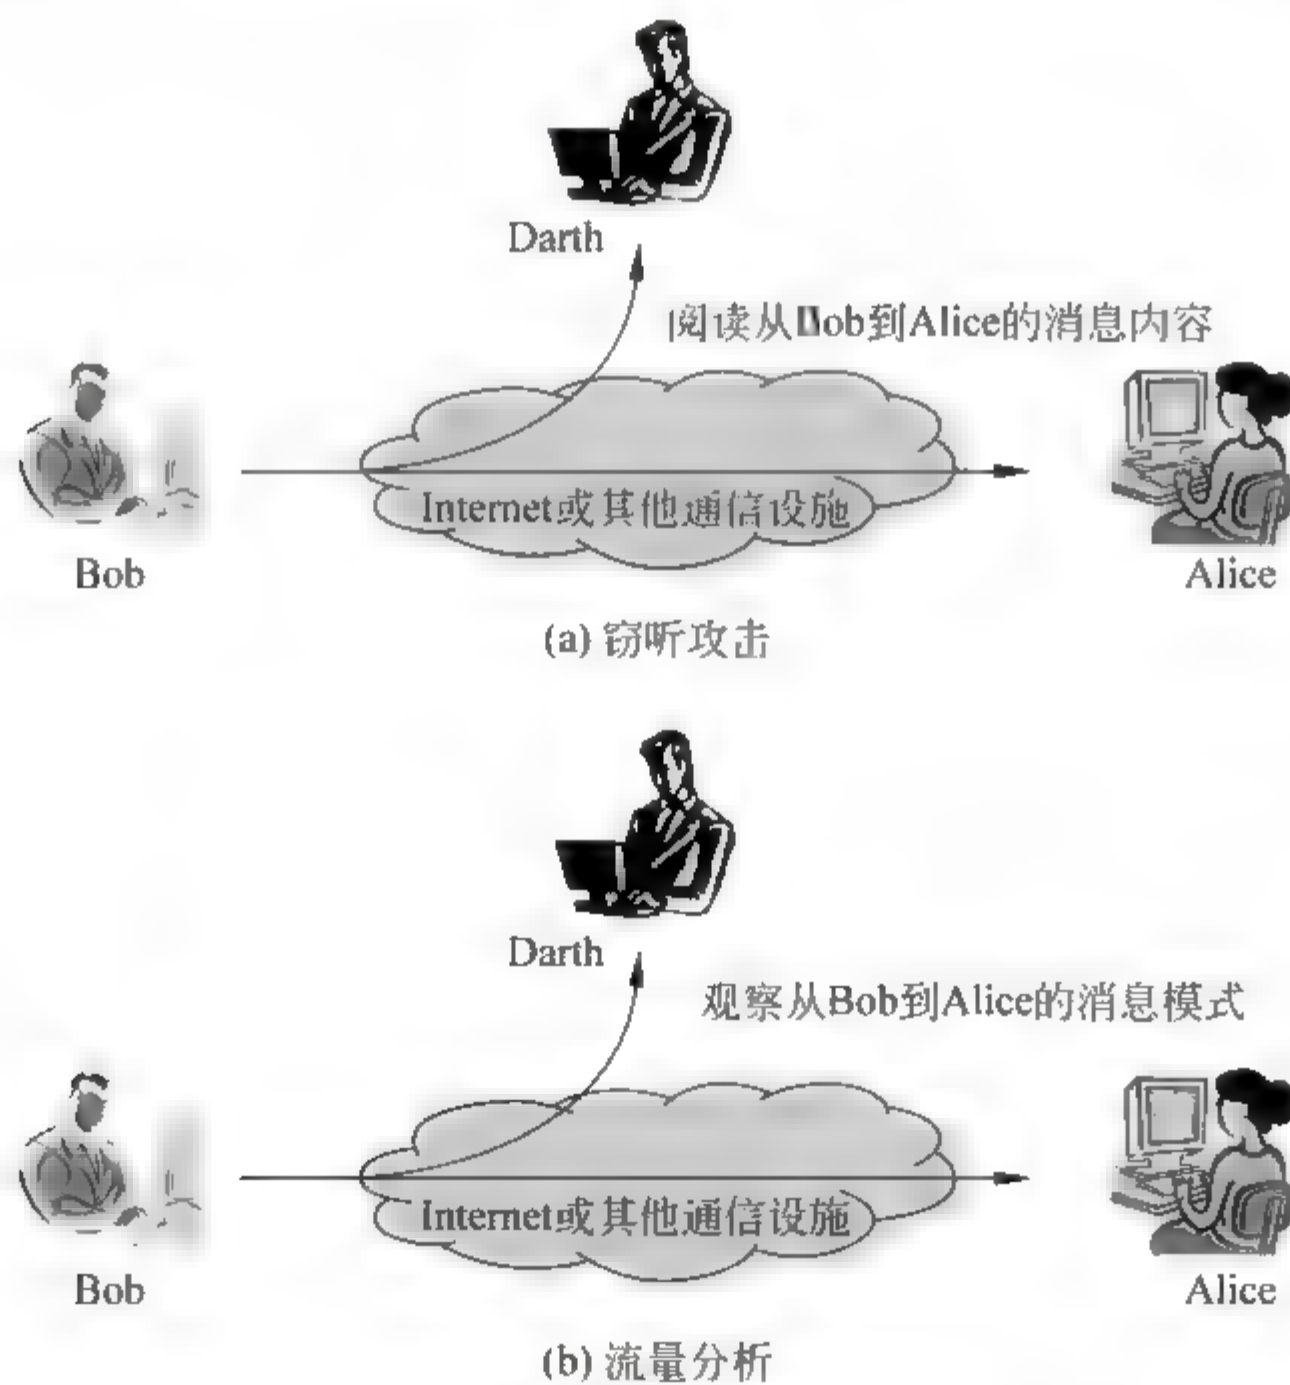 Darth
阅读从Bob到Alice的消息内容
Internet或其他通信设施
Bob
Alice
(a) 窃听攻击
Darth
观察从Bob到Alice的消息模式
Internet或其他通信设施
Bob
Alice
(b) 流量分析